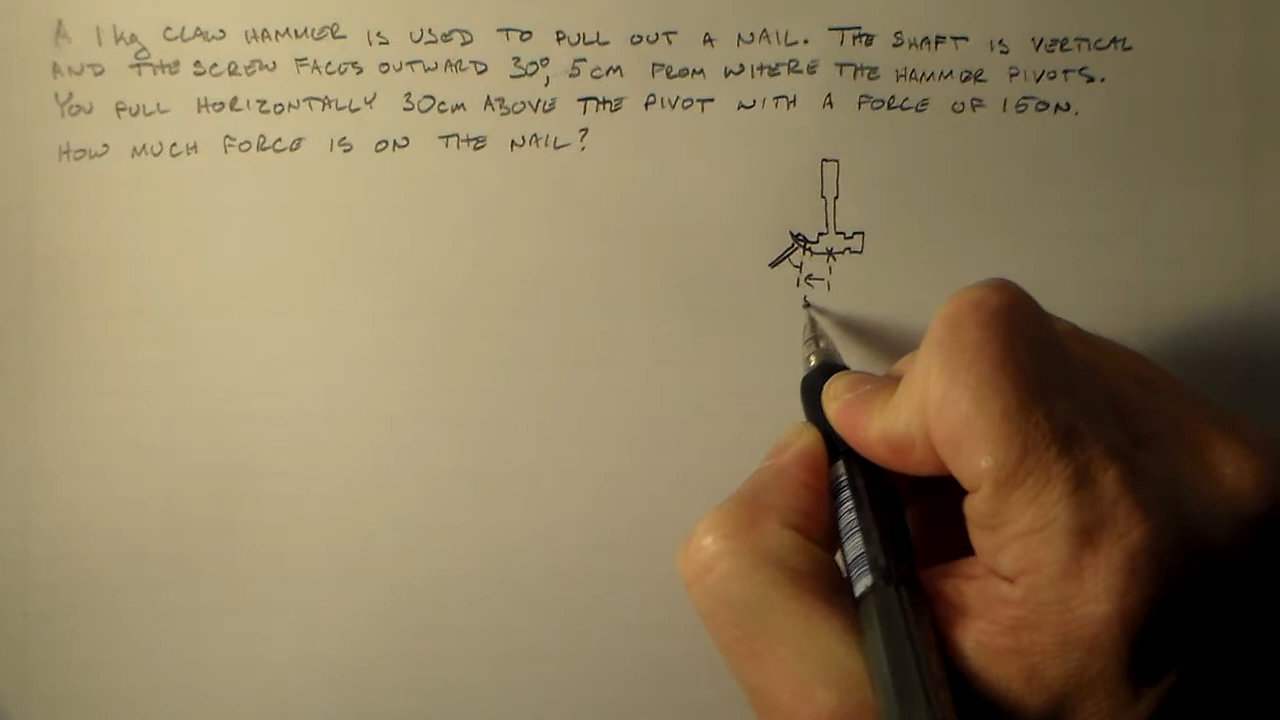 A 1kg CLAW HAMMER IS USED TO PULL OUT A NAIL. THE SHAFT IS VERTICAL
AND THE SCREW FACES OUTWARD 30°, 5cm FROM WHERE THE HAMMER PIVOTS.
YOU PULL HORIZONTALLY 30cm ABOVE THE PIVOT WITH A FORCE OF 150N.
HOW MUCH FORCE IS ON THE NAIL?